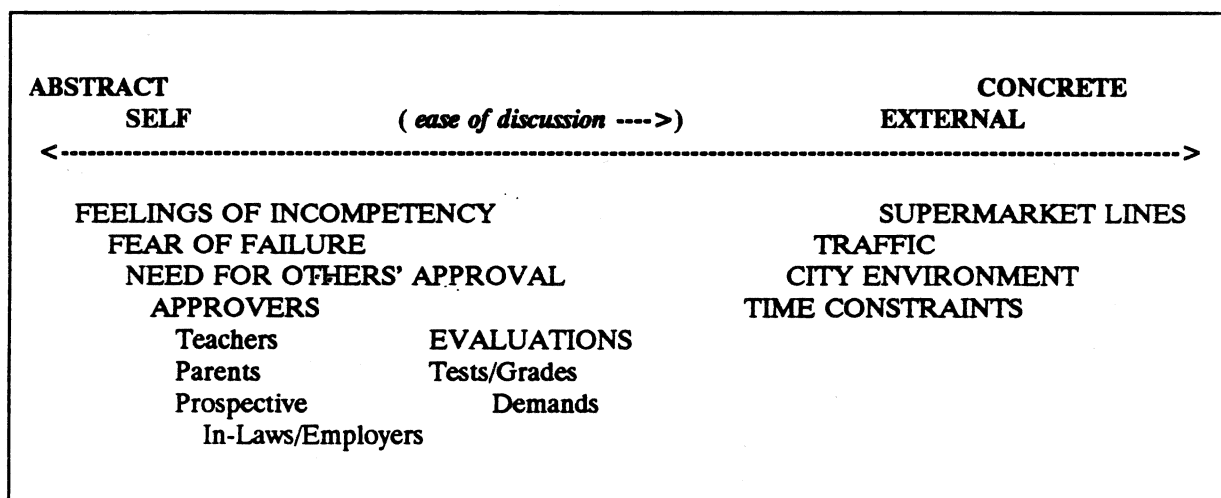 ABSTRACT CONCRETE
SELF ( ease of discussion ----> ) EXTERNAL
<---------------------------------------------------------------------------------------------------------------->
FEELINGS OF INCOMPETENCY SUPERMARKET LINES
FEAR OF FAILURE TRAFFIC
NEED FOR OTHERS' APPROVAL CITY ENVIRONMENT
APPROVERS TIME CONSTRAINTS
Teachers EVALUATIONS
Parents Tests/Grades
Prospective Demands
In-Laws/Employers